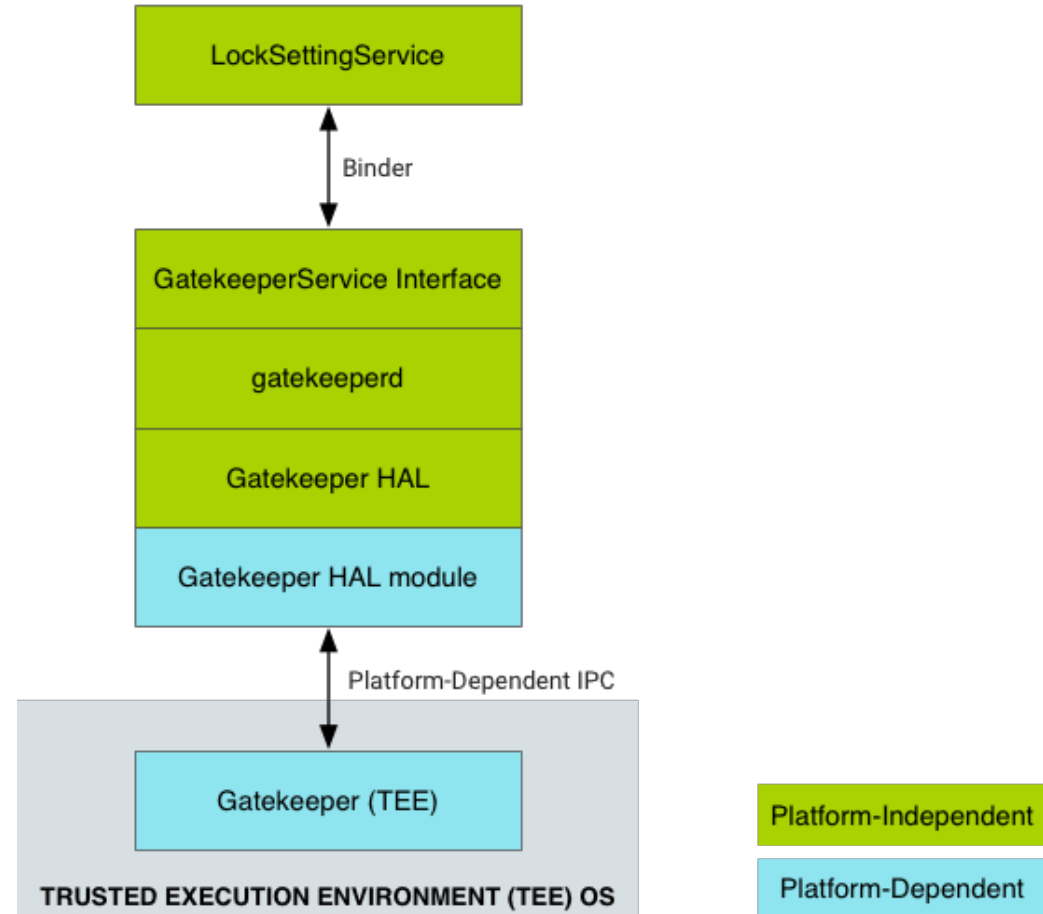 LockSettingService
Binder
GatekeeperService Interface
gatekeeperd
Gatekeeper HAL
Gatekeeper HAL module
Platform-Dependent IPC
Gatekeeper (TEE)
TRUSTED EXECUTION ENVIRONMENT (TEE) OS
Platform-Independent
Platform-Dependent